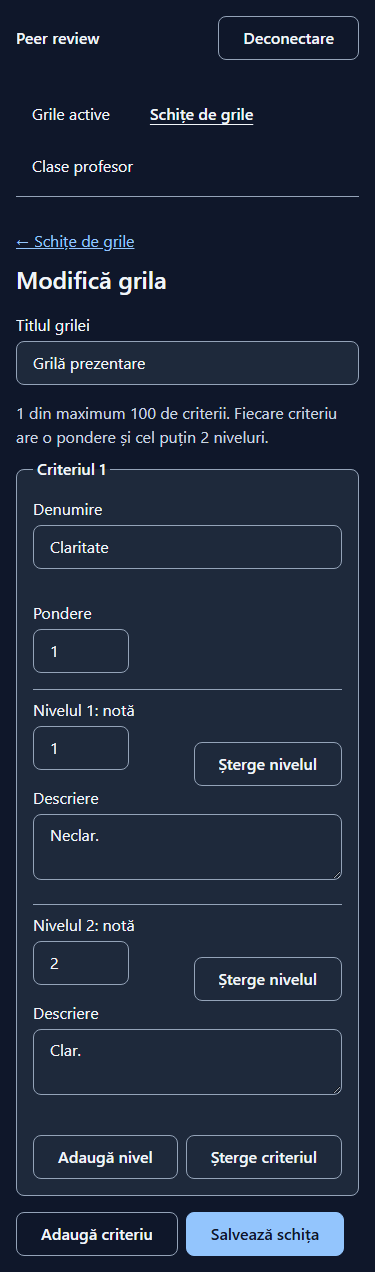 Peer review
Deconectare
Grile active
Schițe de grile
Clase profesor
← Schițe de grile
Modifică grila
Titlul grilei
Grilă prezentare
1 din maximum 100 de criterii. Fiecare criteriu
are o pondere și cel puțin 2 niveluri.
Criteriul 1
Denumire
Claritate
Pondere
1
Nivelul 1: notă
1
Șterge nivelul
Descriere
Neclar.
Nivelul 2: notă
2
Șterge nivelul
Descriere
Clar.
Adaugă nivel
Șterge criteriul
Adaugă criteriu
Salvează schița